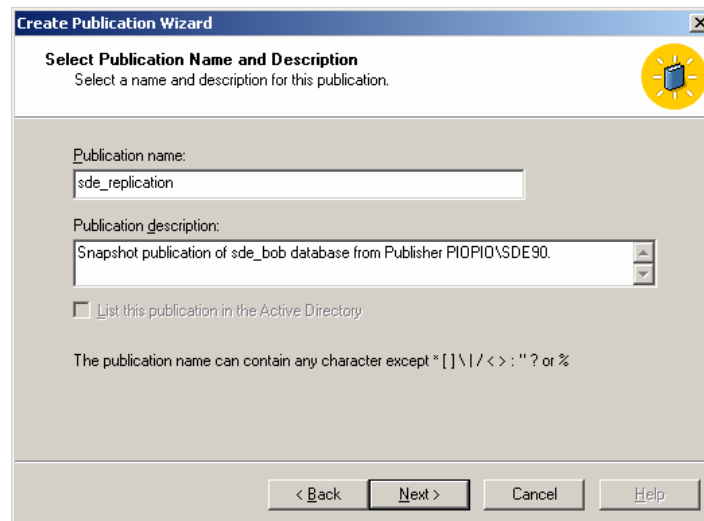 Create Publication Wizard
Select Publication Name and Description
Select a name and description for this publication.
Publication name:
sde_replication
Publication description:
Snapshot publication of sde_bob database from Publisher PIOPIO\SDE90.
List this publication in the Active Directory
The publication name can contain any character except * [ ] \ | / < > : " ? or %
< Back Next > Cancel Help